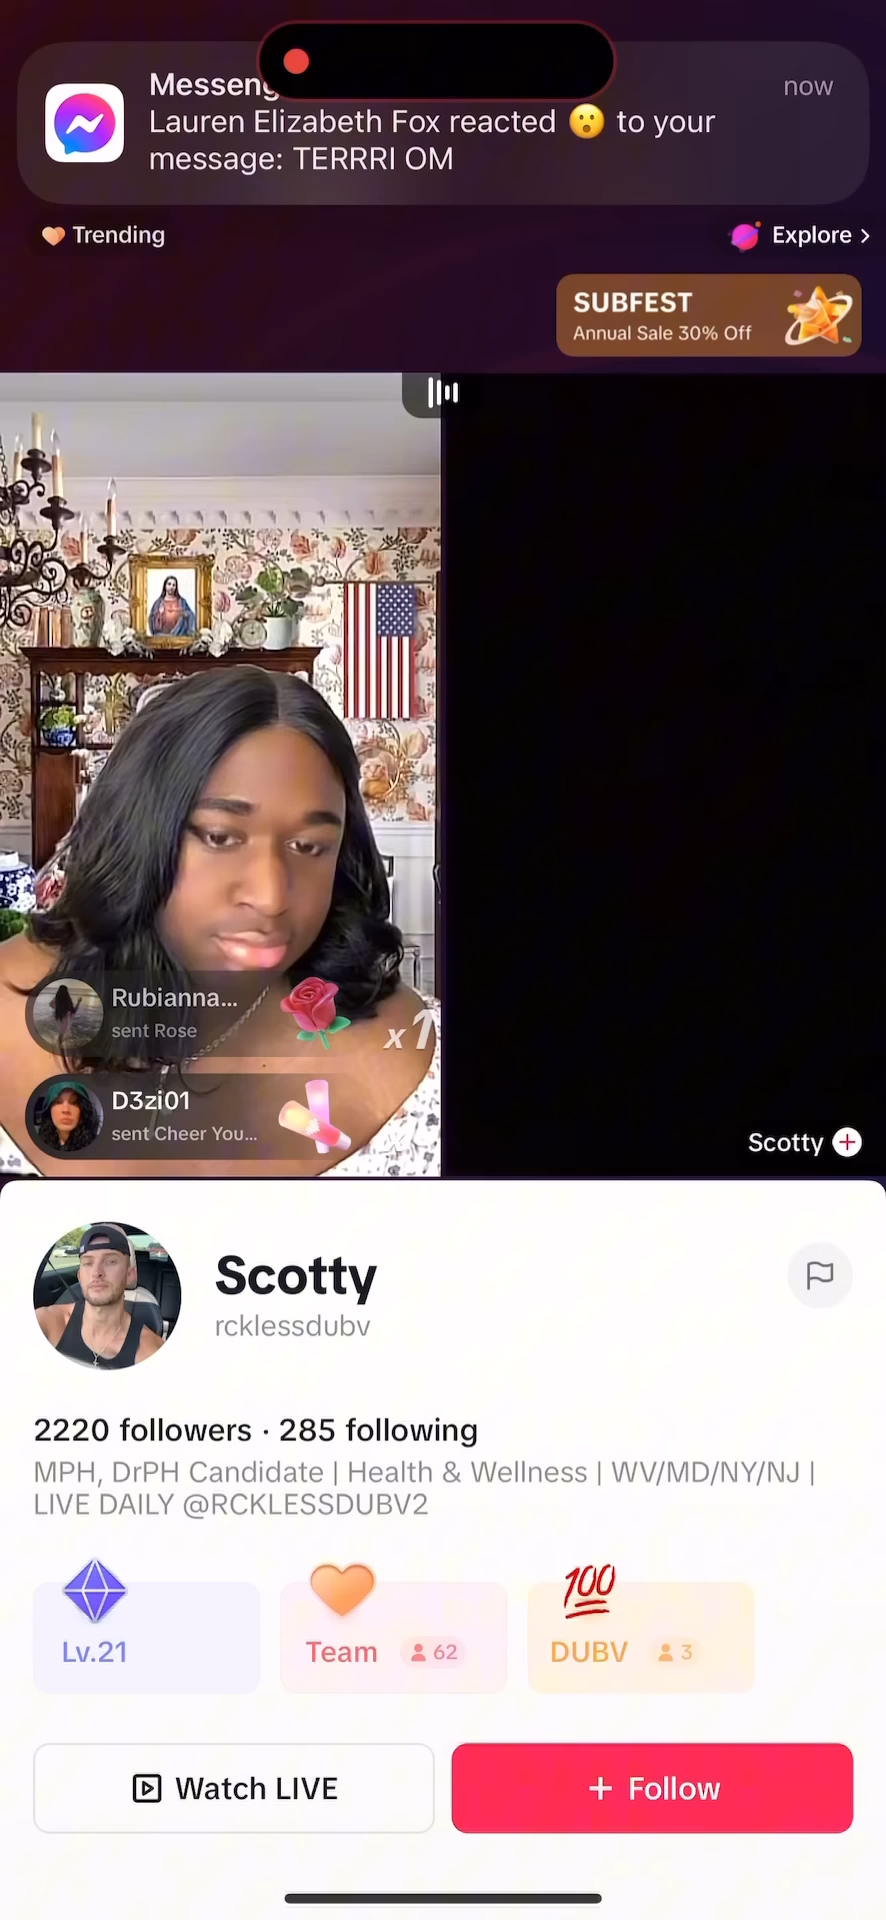 Messeng
now
Lauren Elizabeth Fox reacted 😮 to your
message: TERRRI OM
Trending
Explore >
SUBFEST
Annual Sale 30% Off
Rubianna...
sent Rose
x1
D3zi01
sent Cheer You...
Scotty
Scotty
rcklessdubv
2220 followers · 285 following
MPH, DrPH Candidate | Health & Wellness | WV/MD/NY/NJ |
LIVE DAILY @RCKLESSDUBV2
100
Lv.21
Team 62
DUBV 3
Watch LIVE
+ Follow